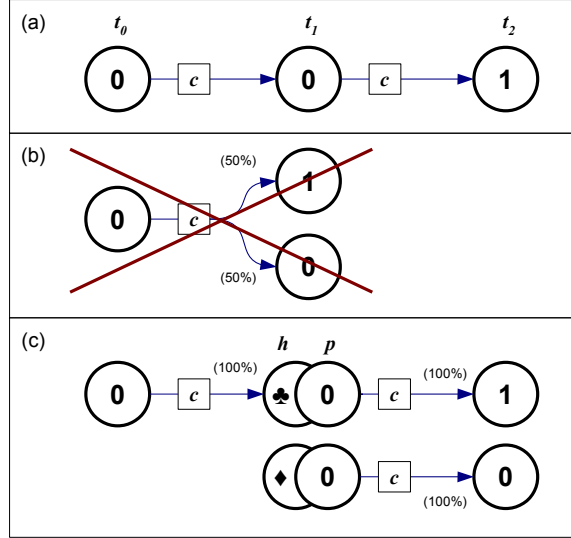 (a) t0 t1 t2
0 c 0 c 1
(b)
(50%) 1
0 c
(50%) 0
(c) h p
0 c (100%) ♣ 0 c (100%) 1
♦ 0 c (100%) 0